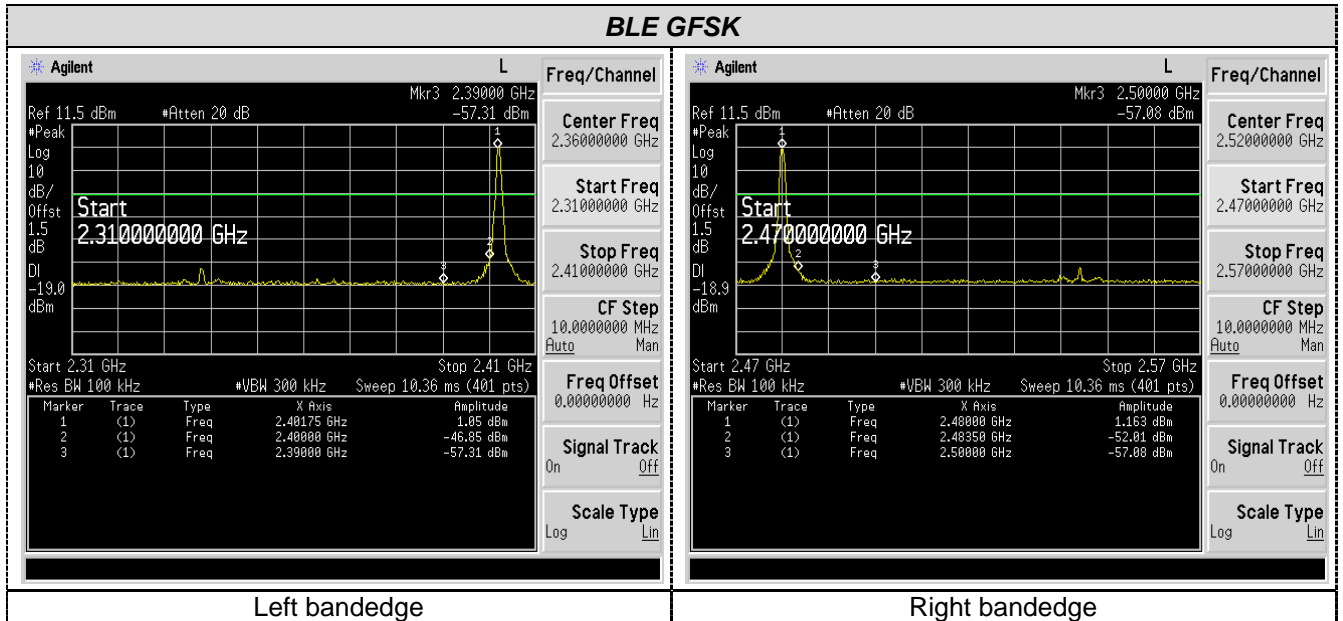 BLE GFSK
Agilent L
Mkr3 2.39000 GHz
Ref 11.5 dBm #Atten 20 dB -57.31 dBm
#Peak
Log
10
dB/
Offst
1.5
dB
DI
-19.0
dBm
1
2
3
Start
2.310000000 GHz
Start 2.31 GHz Stop 2.41 GHz
#Res BW 100 kHz #VBW 300 kHz Sweep 10.36 ms (401 pts)
Marker Trace Type X Axis Amplitude
1 (1) Freq 2.40175 GHz 1.05 dBm
2 (1) Freq 2.40000 GHz -46.85 dBm
3 (1) Freq 2.39000 GHz -57.31 dBm
Freq/Channel
Center Freq
2.36000000 GHz
Start Freq
2.31000000 GHz
Stop Freq
2.41000000 GHz
CF Step
10.0000000 MHz
Auto Man
Freq Offset
0.00000000 Hz
Signal Track
On Off
Scale Type
Log Lin
Left bandedge
Agilent L
Mkr3 2.50000 GHz
Ref 11.5 dBm #Atten 20 dB -57.08 dBm
#Peak
Log
10
dB/
Offst
1.5
dB
DI
-18.9
dBm
1
2
3
Start
2.470000000 GHz
Start 2.47 GHz Stop 2.57 GHz
#Res BW 100 kHz #VBW 300 kHz Sweep 10.36 ms (401 pts)
Marker Trace Type X Axis Amplitude
1 (1) Freq 2.48000 GHz 1.163 dBm
2 (1) Freq 2.48350 GHz -52.01 dBm
3 (1) Freq 2.50000 GHz -57.08 dBm
Freq/Channel
Center Freq
2.52000000 GHz
Start Freq
2.47000000 GHz
Stop Freq
2.57000000 GHz
CF Step
10.0000000 MHz
Auto Man
Freq Offset
0.00000000 Hz
Signal Track
On Off
Scale Type
Log Lin
Right bandedge